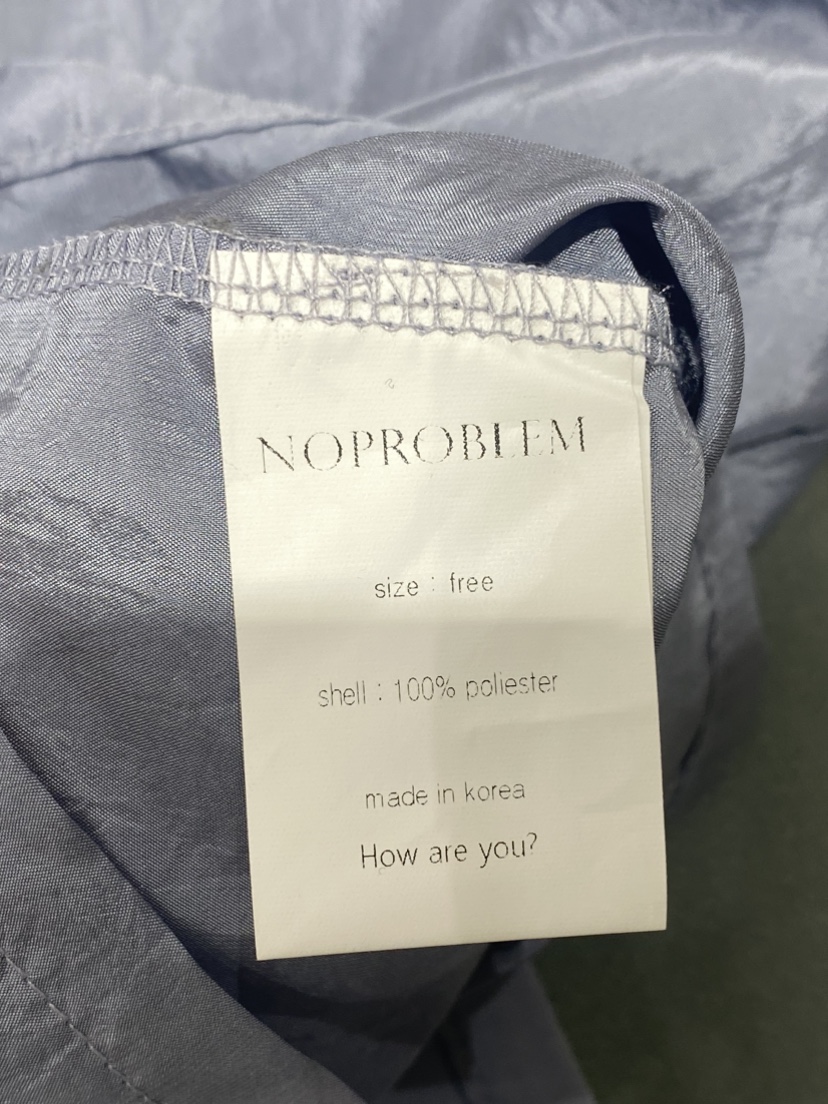 NOPROBLEM
size : free
shell : 100% poliester
made in korea
How are you?